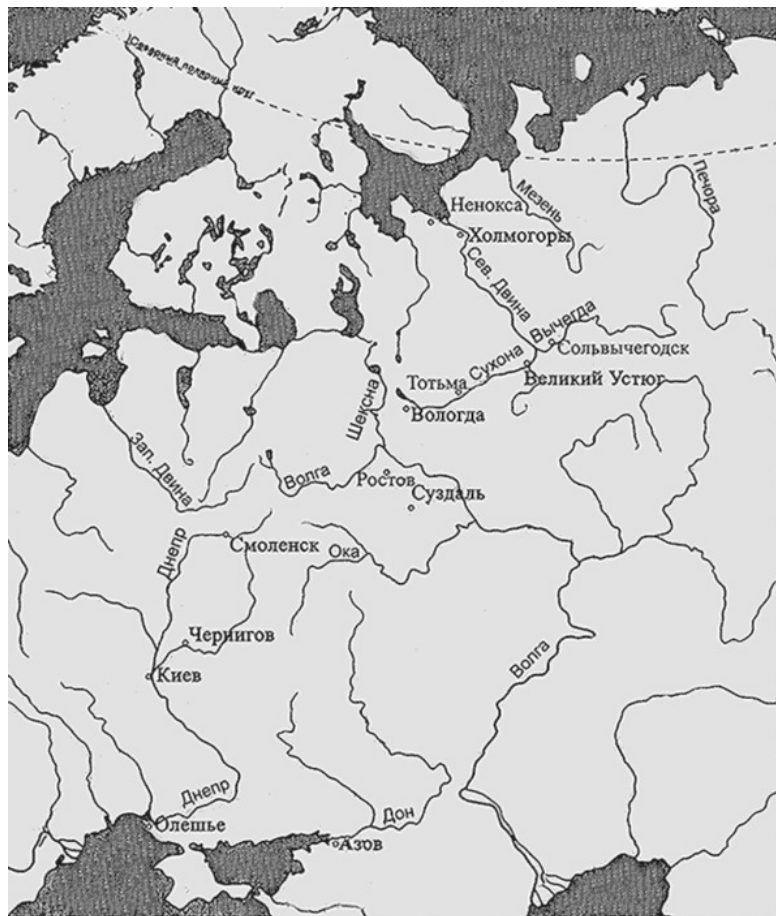 Северный полярный круг
Печора
Мезень
Ненокса
Холмогоры
Сев. Двина
Вычегда
Сольвычегодск
Сухона
Тотьма
Великий Устюг
Вологда
Шексна
Зап. Двина
Волга
Ростов
Суздаль
Днепр
Смоленск
Ока
Чернигов
Киев
Волга
Днепр
Дон
Олешье
Азов